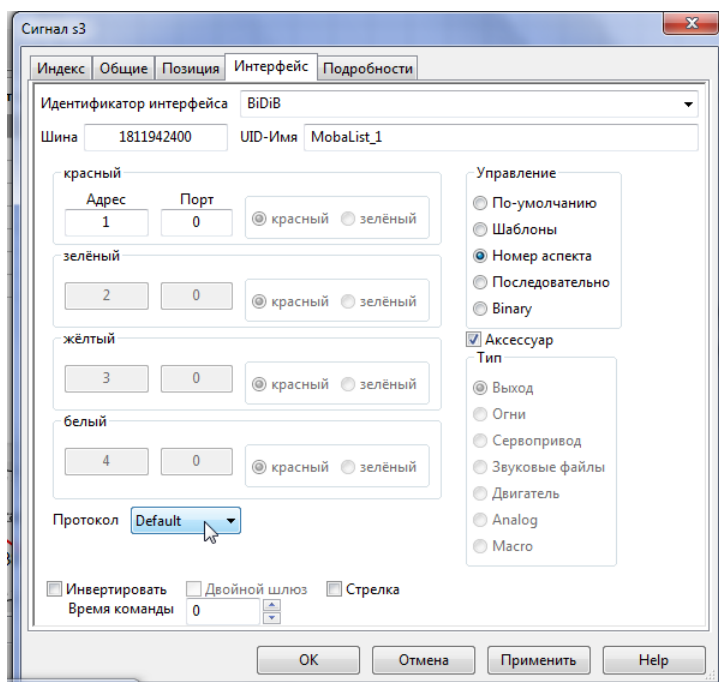 Сигнал s3
Индекс Общие Позиция Интерфейс Подробности
Идентификатор интерфейса BiDiB
Шина 1811942400 UID-Имя MobaList_1
красный
Адрес Порт
1 0 красный зелёный
зелёный
2 0 красный зелёный
жёлтый
3 0 красный зелёный
белый
4 0 красный зелёный
Протокол Default
Управление
По-умолчанию
Шаблоны
Номер аспекта
Последовательно
Binary
Аксессуар
Тип
Выход
Огни
Сервопривод
Звуковые файлы
Двигатель
Analog
Macro
Инвертировать Двойной шлюз Стрелка
Время команды 0
OK Отмена Применить Help